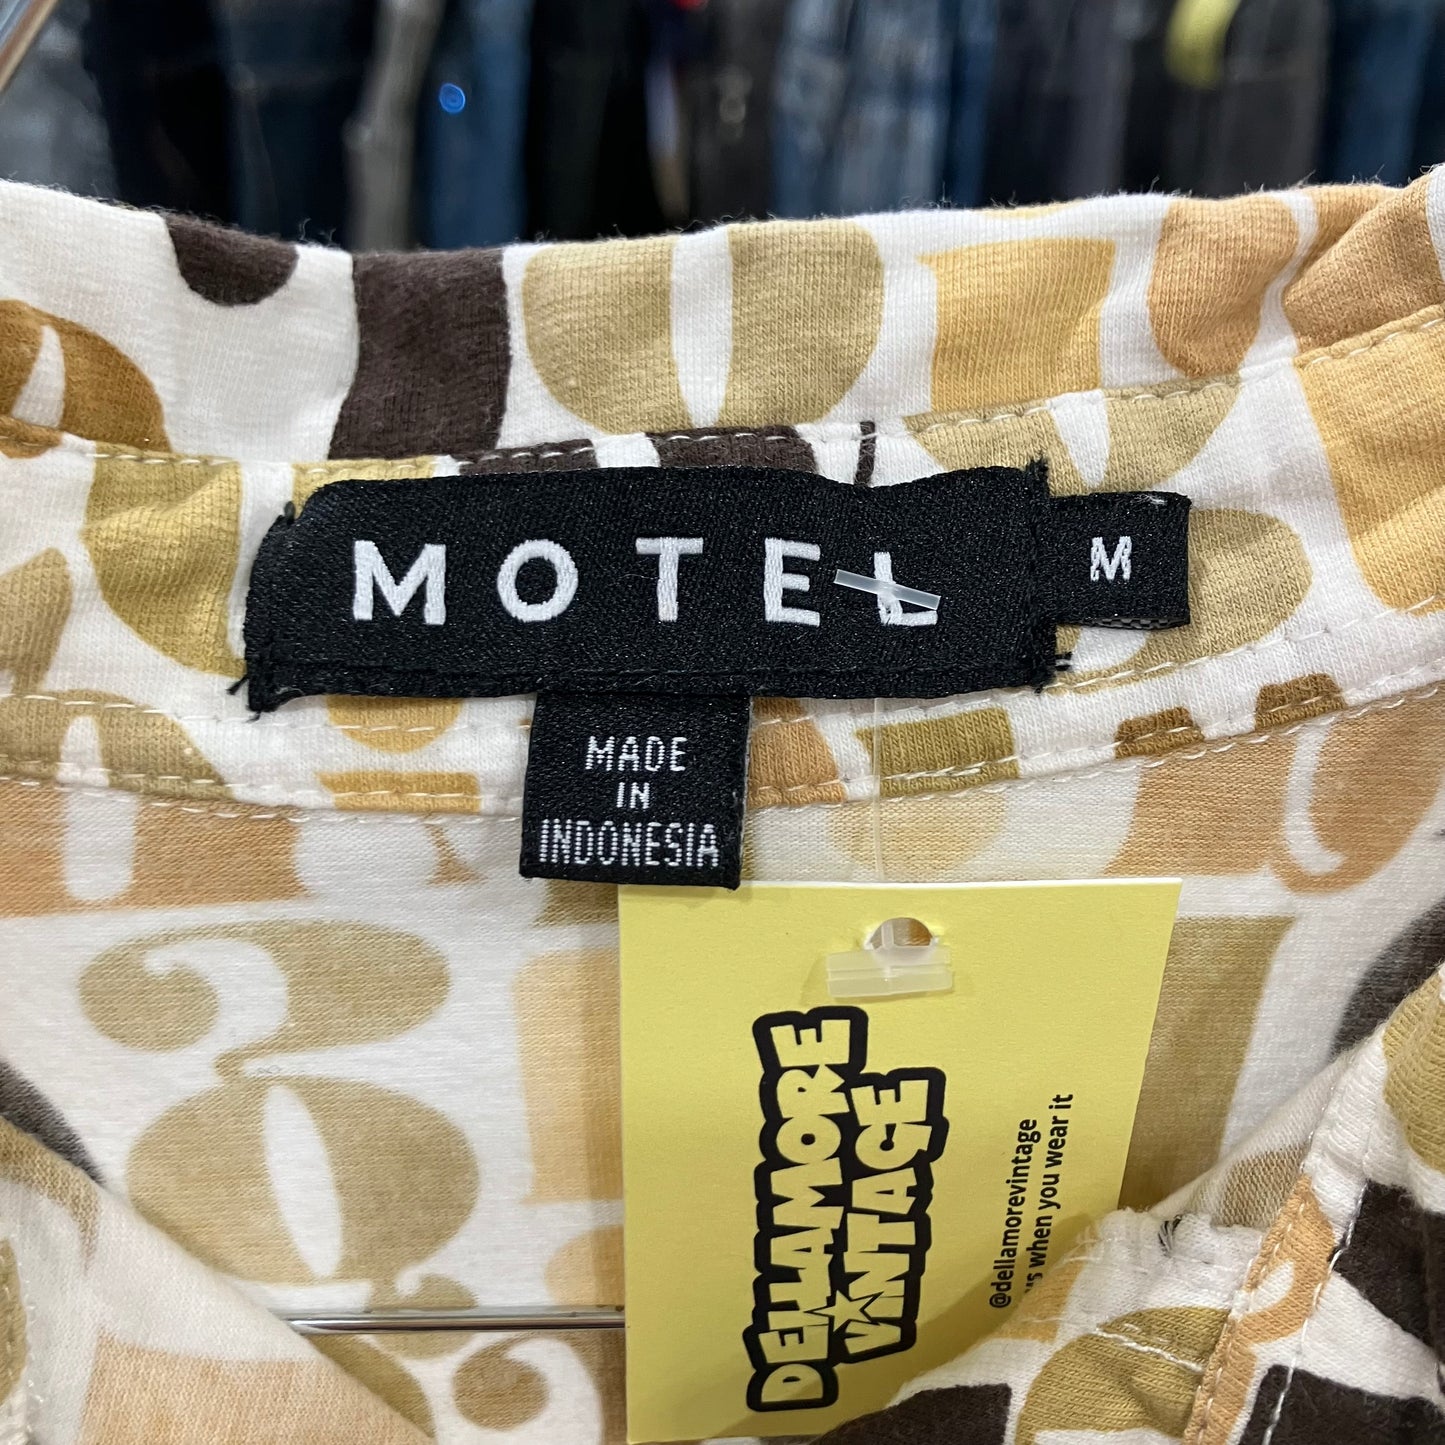 MOTEL
M
MADE
IN
INDONESIA
DELLAMORE
VINTAGE
@dellamorevintage
when you wear it